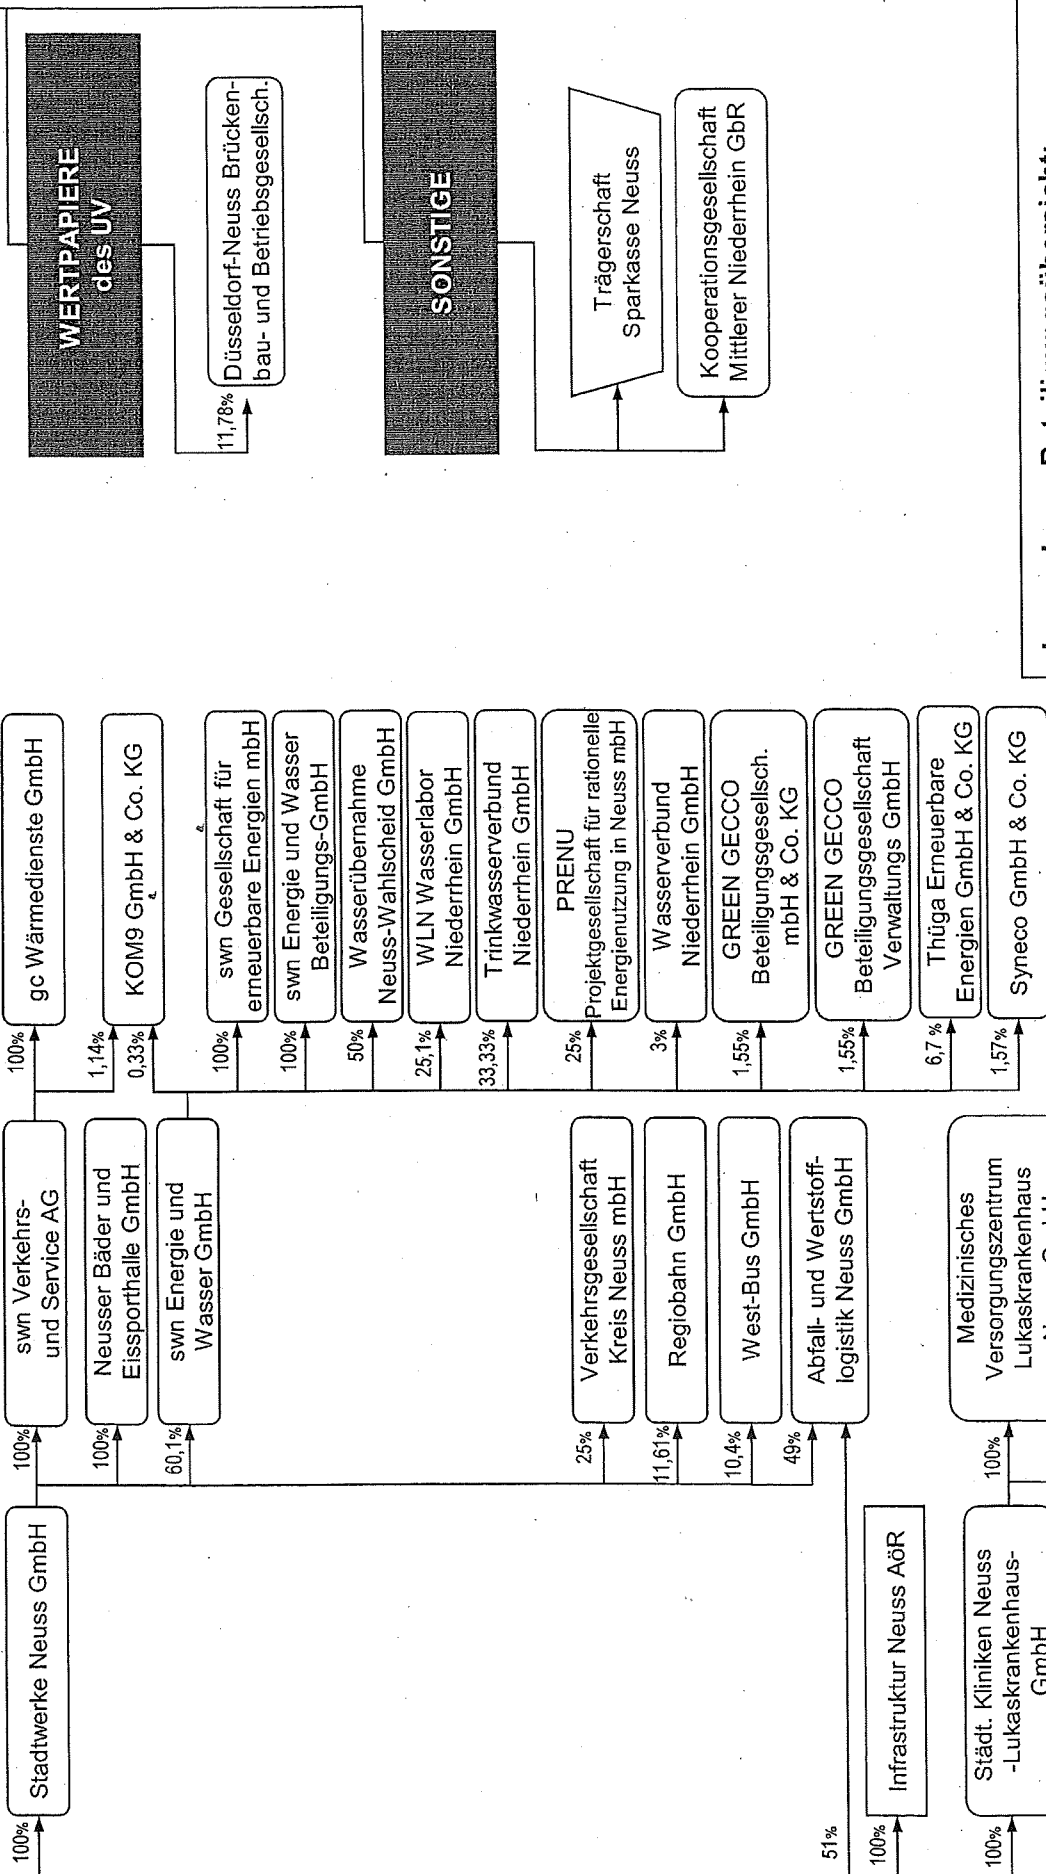 100%
Stadtwerke Neuss GmbH
100%
swn Verkehrs-
und Service AG
100%
Neusser Bäder und
Eissporthalle GmbH
60,1%
swn Energie und
Wasser GmbH
25%
Verkehrsgesellschaft
Kreis Neuss mbH
11,61%
Regiobahn GmbH
10,4%
West-Bus GmbH
49%
Abfall- und Wertstoff-
logistik Neuss GmbH
51%
100%
Infrastruktur Neuss AöR
100%
Städt. Kliniken Neuss
-Lukaskrankenhaus-
GmbH
100%
Medizinisches
Versorgungszentrum
Lukaskrankenhaus
100%
gc Wärmedienste GmbH
1,14%
0,33%
KOM9 GmbH & Co. KG
100%
swn Gesellschaft für
erneuerbare Energien mbH
100%
swn Energie und Wasser
Beteiligungs-GmbH
50%
Wasserübernahme
Neuss-Wahlscheid GmbH
25,1%
WLN Wasserlabor
Niederrhein GmbH
33,33%
Trinkwasserverbund
Niederrhein GmbH
25%
PRENU
Projektgesellschaft für rationelle
Energienutzung in Neuss mbH
3%
Wasserverbund
Niederrhein GmbH
1,55%
GREEN GECCO
Beteiligungsgesellsch.
mbH & Co. KG
1,55%
GREEN GECCO
Beteiligungsgesellschaft
Verwaltungs GmbH
6,7%
Thüga Erneuerbare
Energien GmbH & Co. KG
1,57%
Syneco GmbH & Co. KG
WERTPAPIERE
des UV
11,78%
Düsseldorf-Neuss Brücken-
bau- und Betriebsgesellsch.
SONSTIGE
Trägerschaft
Sparkasse Neuss
Kooperationsgesellschaft
Mittlerer Niederrhein GbR
Beteiligungsübersicht: